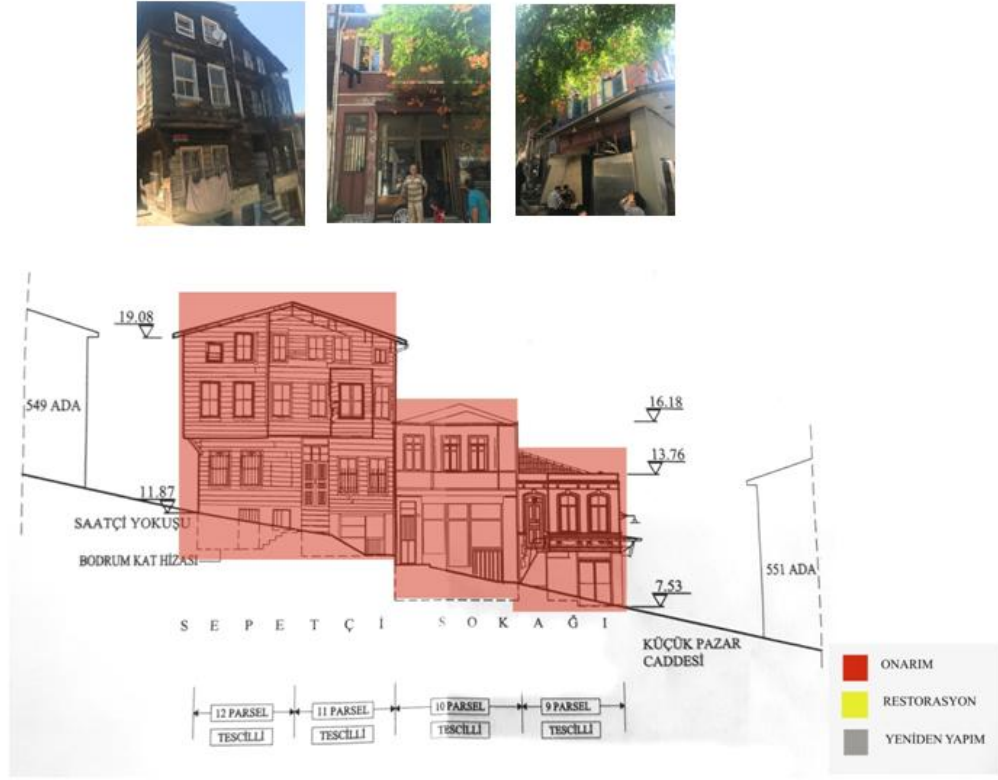 19.08
16.18
549 ADA
13.76
11.87
SAATÇİ YOKUŞU
BODRUM KAT HİZASI
551 ADA
7.53
S E P E T Ç İ S O K A Ğ I
KÜÇÜK PAZAR
CADDESİ
ONARIM
RESTORASYON
YENİDEN YAPIM
12 PARSEL 11 PARSEL 10 PARSEL 9 PARSEL
TESCİLLİ TESCİLLİ TESCİLLİ TESCİLLİ